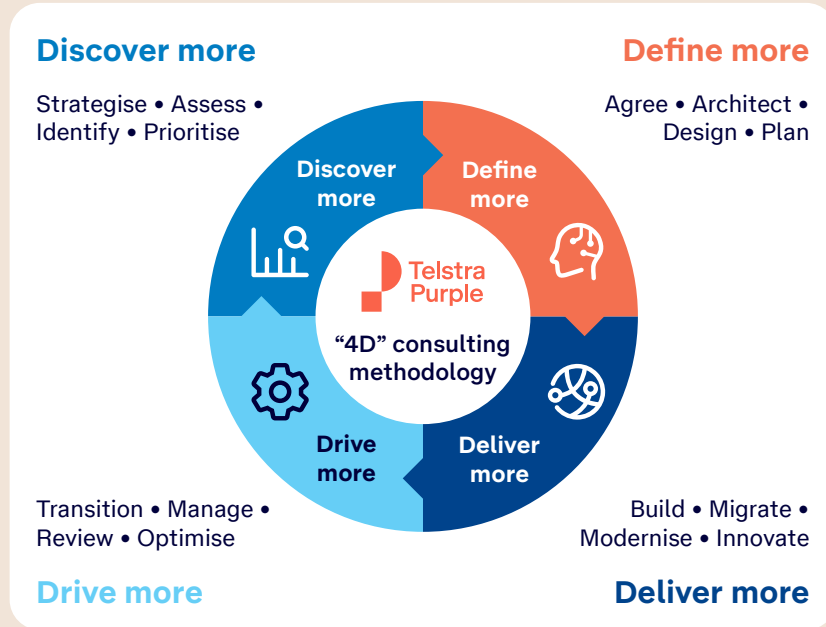 Discover more
Strategise • Assess •
Identify • Prioritise
Define more
Agree • Architect •
Design • Plan
Discover
more
Define
more
Telstra
Purple
“4D” consulting
methodology
Drive
more
Deliver
more
Transition • Manage •
Review • Optimise
Drive more
Build • Migrate •
Modernise • Innovate
Deliver more